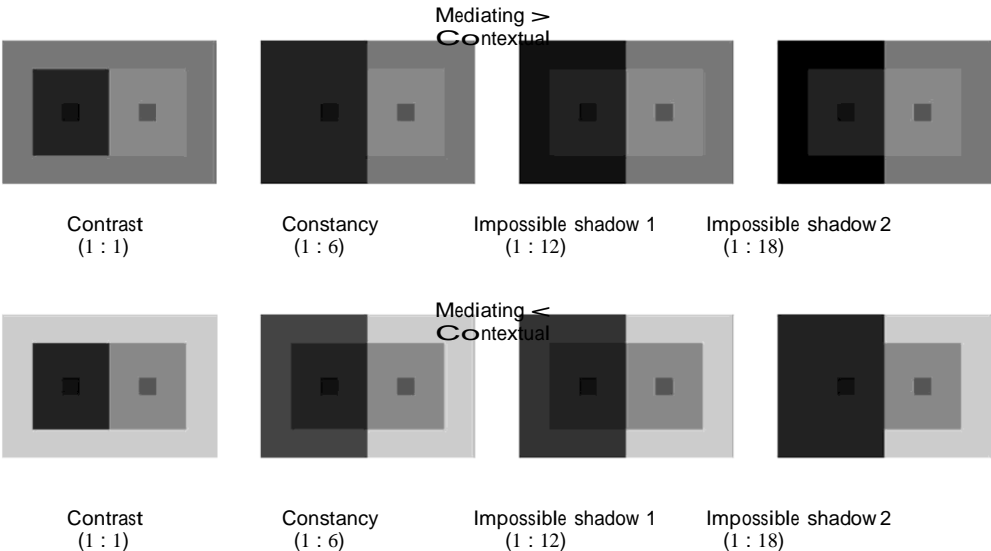 Mediating >
Contextual
Contrast
(1 : 1)
Constancy
(1 : 6)
Impossible shadow 1
(1 : 12)
Impossible shadow 2
(1 : 18)
Mediating <
Contextual
Contrast
(1 : 1)
Constancy
(1 : 6)
Impossible shadow 1
(1 : 12)
Impossible shadow 2
(1 : 18)